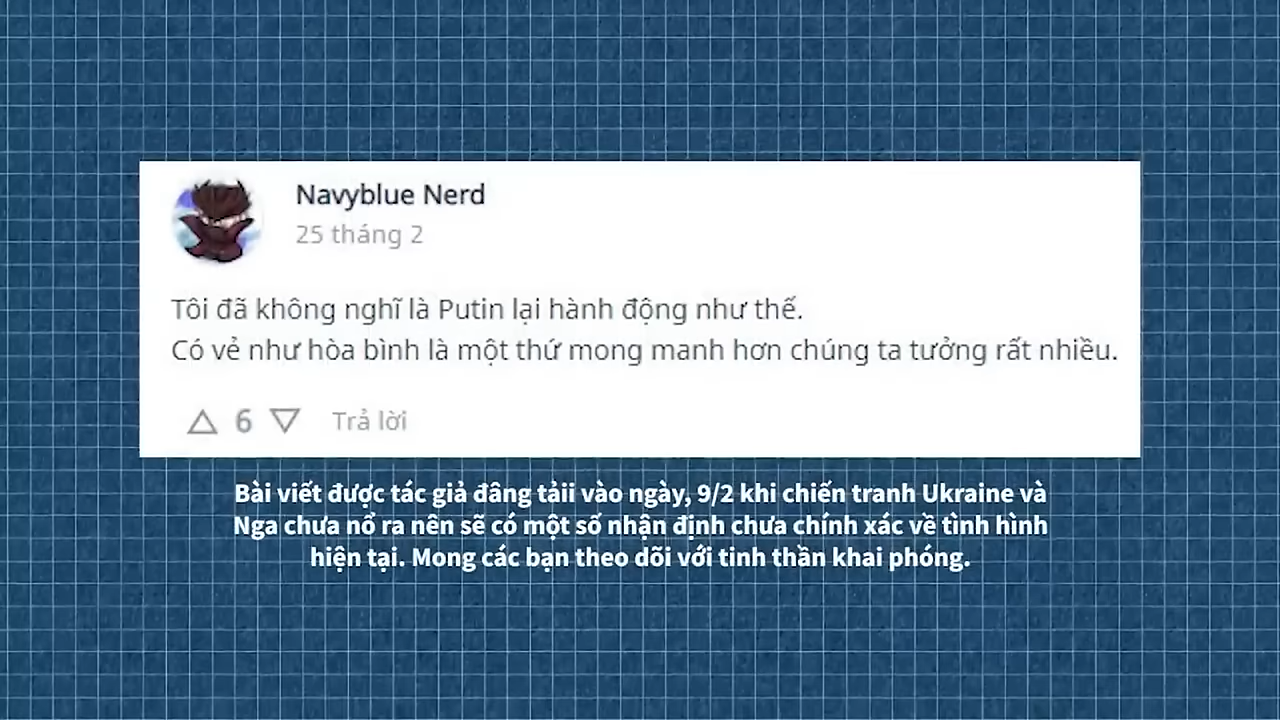 Navyblue Nerd
25 tháng 2
Tôi đã không nghĩ là Putin lại hành động như thế.
Có vẻ như hòa bình là một thứ mong manh hơn chúng ta tưởng rất nhiều.
6 Trả lời
Bài viết được tác giả đâng tảii vào ngày, 9/2 khi chiến tranh Ukraine và
Nga chưa nổ ra nên sẽ có một số nhận định chưa chính xác về tình hình
hiện tại. Mong các bạn theo dõi với tinh thần khai phóng.